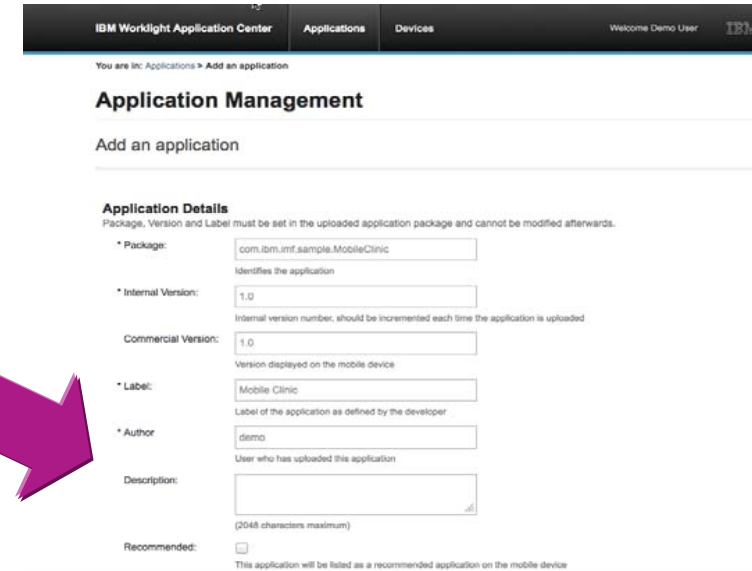 IBM Worklight Application Center Applications Devices Welcome Demo User IBM
You are in: Applications > Add an application
Application Management
Add an application
Application Details
Package, Version and Label must be set in the uploaded application package and cannot be modified afterwards.
* Package: com.ibm.imf.sample.MobileClinic
Identifies the application
* Internal Version: 1.0
Internal version number, should be incremented each time the application is uploaded
Commercial Version: 1.0
Version displayed on the mobile device
* Label: Mobile Clinic
Label of the application as defined by the developer
* Author demo
User who has uploaded this application
Description:
(2048 characters maximum)
Recommended:
This application will be listed as a recommended application on the mobile device